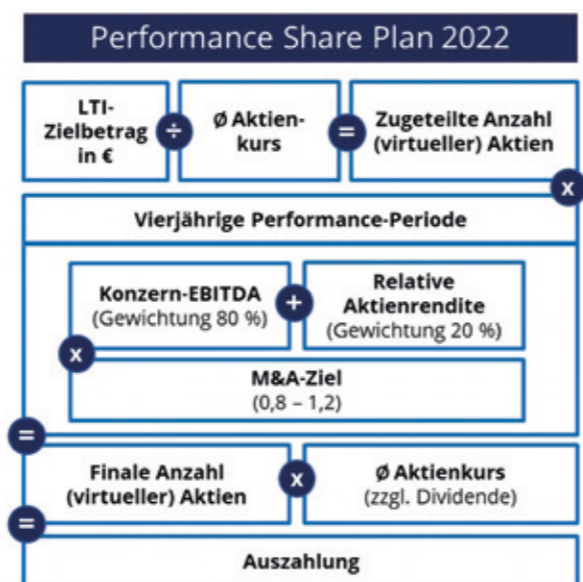 Performance Share Plan 2022
LTI-
Zielbetrag
in €
÷
Ø Aktien-
kurs
=
Zugeteilte Anzahl
(virtueller) Aktien
x
Vierjährige Performance-Periode
Konzern-EBITDA
(Gewichtung 80 %)
+
Relative
Aktienrendite
(Gewichtung 20 %)
x
M&A-Ziel
(0,8 – 1,2)
=
Finale Anzahl
(virtueller) Aktien
x
Ø Aktienkurs
(zzgl. Dividende)
=
Auszahlung